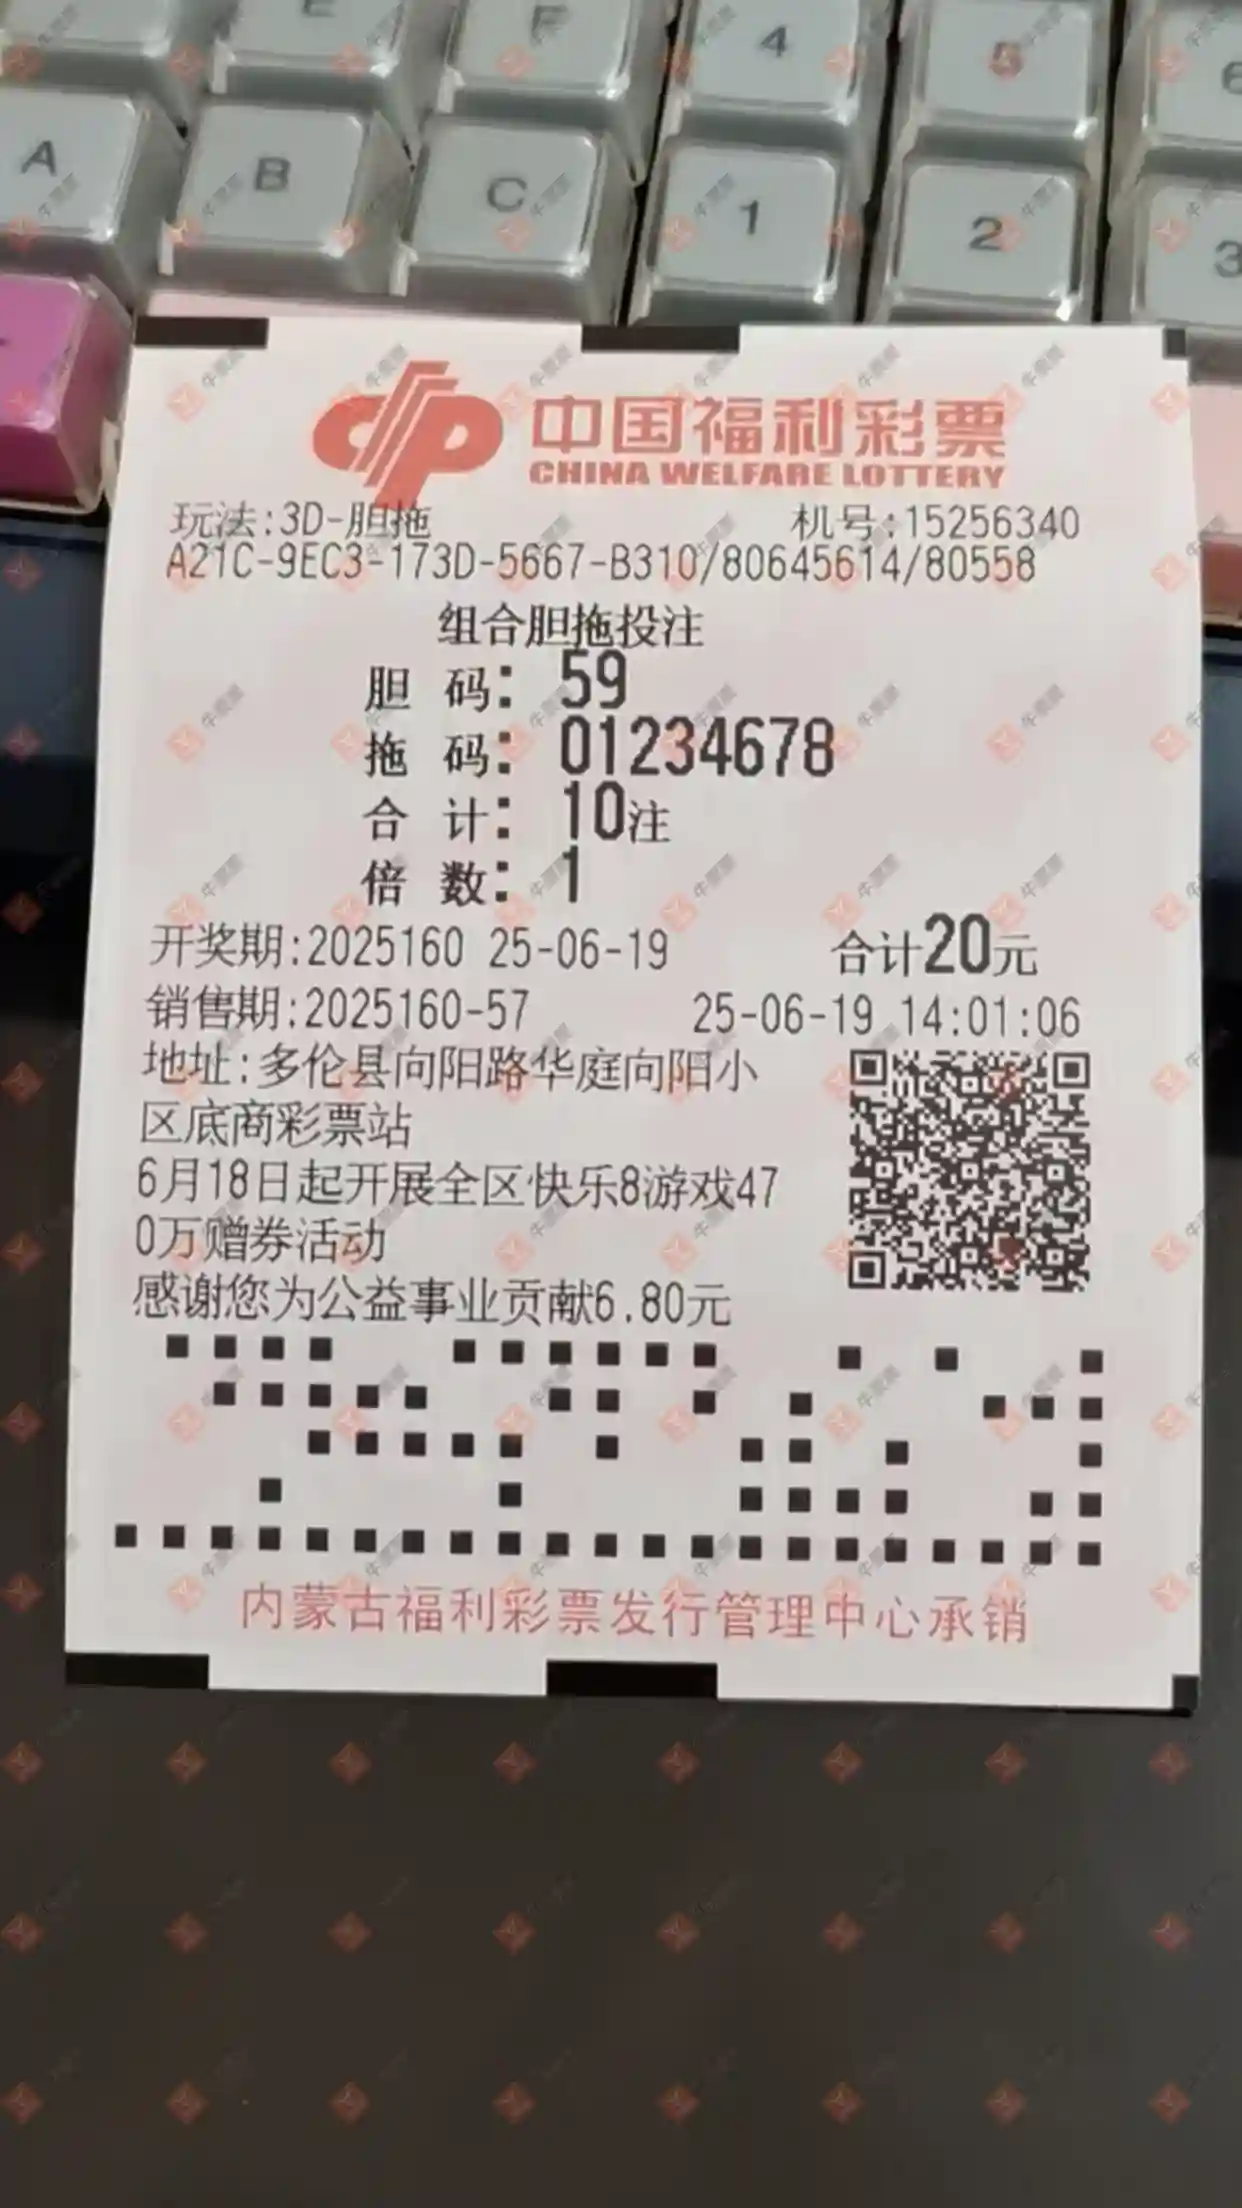 E F 4 5 6
A B C 1 2 3
中国福利彩票
CHINA WELFARE LOTTERY
玩法:3D-胆拖 机号:15256340
A21C-9EC3-173D-5667-B310/80645614/80558
组合胆拖投注
胆 码: 59
拖 码: 01234678
合 计: 10注
倍 数: 1
开奖期:2025160 25-06-19 合计20元
销售期:2025160-57 25-06-19 14:01:06
地址:多伦县向阳路华庭向阳小
区底商彩票站
6月18日起开展全区快乐8游戏47
0万赠券活动
感谢您为公益事业贡献6.80元
内蒙古福利彩票发行管理中心承销